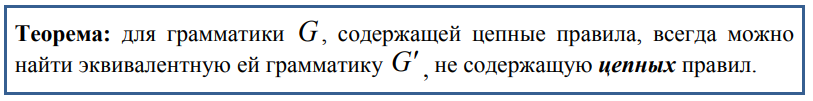 Теорема: для грамматики G, содержащей цепные правила, всегда можно
найти эквивалентную ей грамматику G′, не содержащую цепных правил.